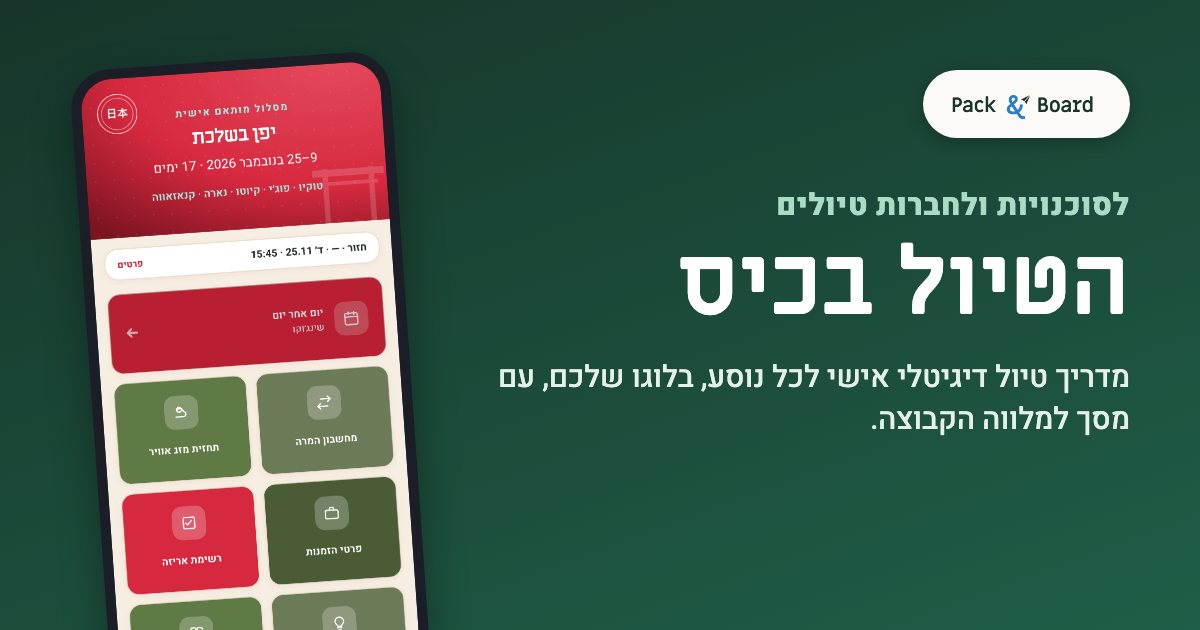 Pack & Board
לסוכנויות ולחברות טיולים
הטיול בכיס
מדריך טיול דיגיטלי אישי לכל נוסע, בלוגו שלכם, עם
מסך למלווה הקבוצה.
日本
מסלול מותאם אישית
יפן בשלכת
9–25 בנובמבר 2026 · 17 ימים
טוקיו · פוג'י · קיוטו · נארה · קנאזאווה
חזור · — · ד' 25.11 · 15:45
פרטים
יום אחר יום
שינג'וקו
מחשבון המרה
תחזית מזג אוויר
פרטי הזמנות
רשימת אריזה